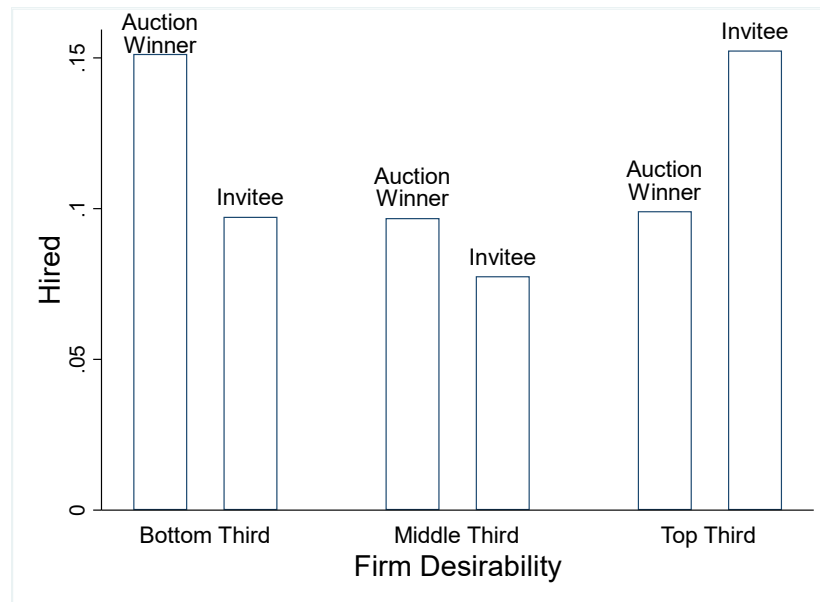 Auction
Winner
Invitee
Auction
Winner
Invitee
Auction
Winner
Invitee
.15
.1
.05
0
Hired
Bottom Third
Middle Third
Top Third
Firm Desirability